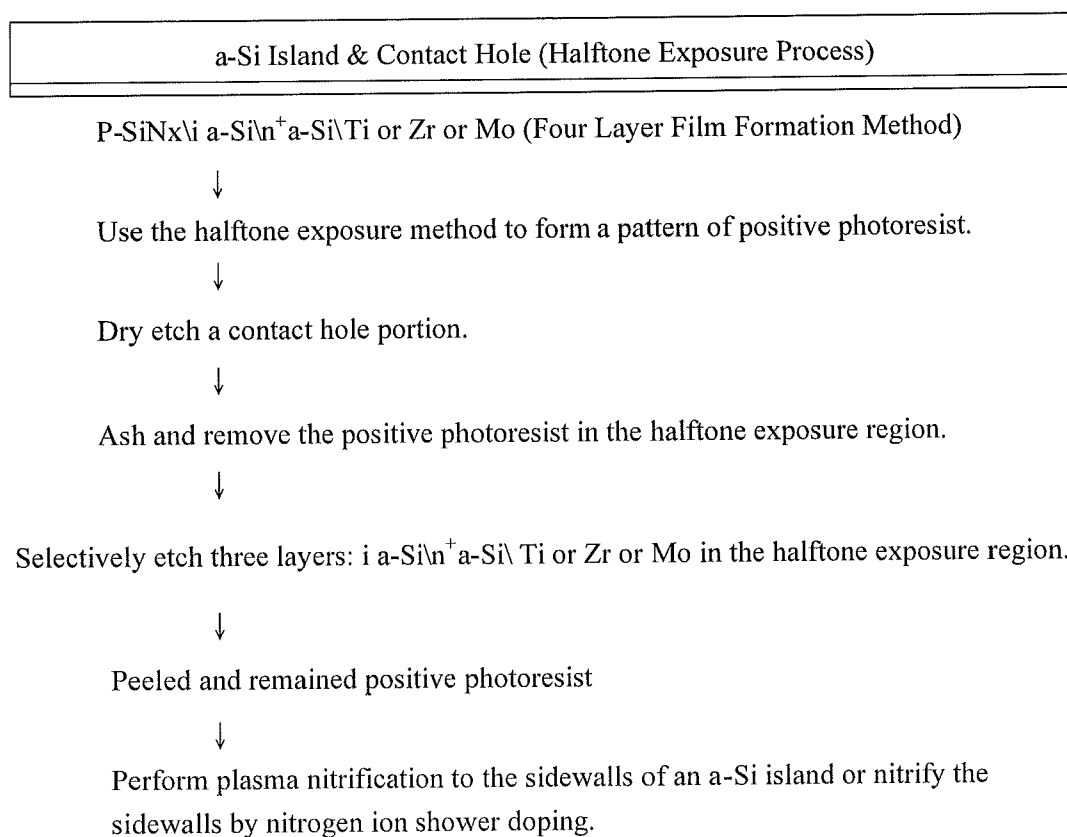 a-Si Island & Contact Hole (Halftone Exposure Process)
P-SiNx\i a-Si\n⁺a-Si\Ti or Zr or Mo (Four Layer Film Formation Method)
↓
Use the halftone exposure method to form a pattern of positive photoresist.
↓
Dry etch a contact hole portion.
↓
Ash and remove the positive photoresist in the halftone exposure region.
↓
Selectively etch three layers: i a-Si\n⁺a-Si\ Ti or Zr or Mo in the halftone exposure region.
↓
Peeled and remained positive photoresist
↓
Perform plasma nitrification to the sidewalls of an a-Si island or nitrify the
sidewalls by nitrogen ion shower doping.